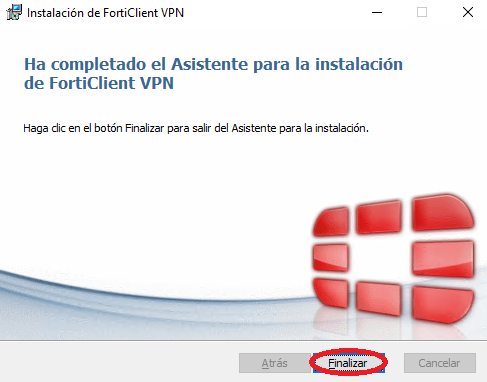 Instalación de FortiClient VPN
Ha completado el Asistente para la instalación
de FortiClient VPN
Haga clic en el botón Finalizar para salir del Asistente para la instalación.
Atrás
Finalizar
Cancelar